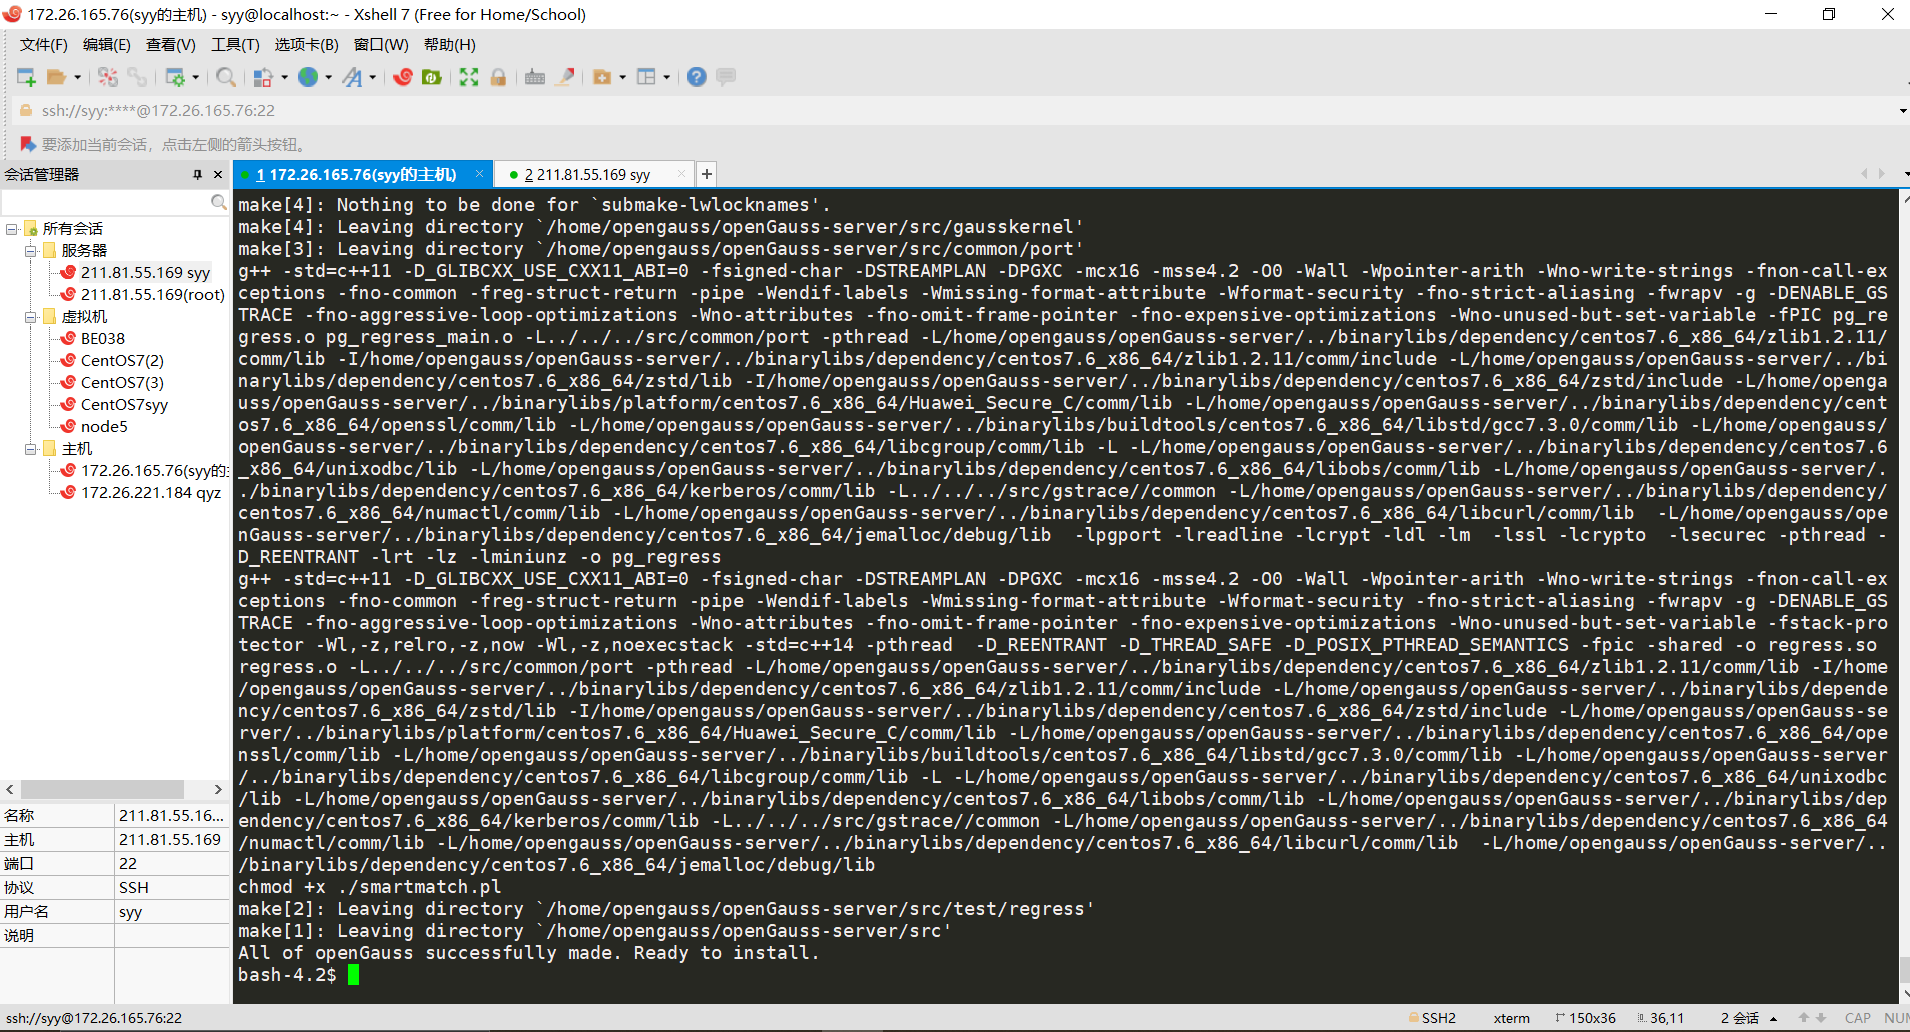 172.26.165.76(syy的主机) - syy@localhost:~ - Xshell 7 (Free for Home/School)
文件(F) 编辑(E) 查看(V) 工具(T) 选项卡(B) 窗口(W) 帮助(H)
ssh://syy:****@172.26.165.76:22
要添加当前会话，点击左侧的箭头按钮。
会话管理器
所有会话
服务器
211.81.55.169 syy
211.81.55.169(root)
虚拟机
BE038
CentOS7(2)
CentOS7(3)
CentOS7syy
node5
主机
172.26.165.76(syy的
172.26.221.184 qyz
名称 211.81.55.16...
主机 211.81.55.169
端口 22
协议 SSH
用户名 syy
说明
1 172.26.165.76(syy的主机) 2 211.81.55.169 syy
make[4]: Nothing to be done for `submake-lwlocknames'.
make[4]: Leaving directory `/home/opengauss/openGauss-server/src/gausskernel'
make[3]: Leaving directory `/home/opengauss/openGauss-server/src/common/port'
g++ -std=c++11 -D_GLIBCXX_USE_CXX11_ABI=0 -fsigned-char -DSTREAMPLAN -DPGXC -mcx16 -msse4.2 -O0 -Wall -Wpointer-arith -Wno-write-strings -fnon-call-ex
ceptions -fno-common -freg-struct-return -pipe -Wendif-labels -Wmissing-format-attribute -Wformat-security -fno-strict-aliasing -fwrapv -g -DENABLE_GS
TRACE -fno-aggressive-loop-optimizations -Wno-attributes -fno-omit-frame-pointer -fno-expensive-optimizations -Wno-unused-but-set-variable -fPIC pg_re
gress.o pg_regress_main.o -L../../../src/common/port -pthread -L/home/opengauss/openGauss-server/../binarylibs/dependency/centos7.6_x86_64/zlib1.2.11/
comm/lib -I/home/opengauss/openGauss-server/../binarylibs/dependency/centos7.6_x86_64/zlib1.2.11/comm/include -L/home/opengauss/openGauss-server/../bi
narylibs/dependency/centos7.6_x86_64/zstd/lib -I/home/opengauss/openGauss-server/../binarylibs/dependency/centos7.6_x86_64/zstd/include -L/home/openga
uss/openGauss-server/../binarylibs/platform/centos7.6_x86_64/Huawei_Secure_C/comm/lib -L/home/opengauss/openGauss-server/../binarylibs/dependency/cent
os7.6_x86_64/openssl/comm/lib -L/home/opengauss/openGauss-server/../binarylibs/buildtools/centos7.6_x86_64/libstd/gcc7.3.0/comm/lib -L/home/opengauss/
openGauss-server/../binarylibs/dependency/centos7.6_x86_64/libcgroup/comm/lib -L -L/home/opengauss/openGauss-server/../binarylibs/dependency/centos7.6
_x86_64/unixodbc/lib -L/home/opengauss/openGauss-server/../binarylibs/dependency/centos7.6_x86_64/libobs/comm/lib -L/home/opengauss/openGauss-server/.
./binarylibs/dependency/centos7.6_x86_64/kerberos/comm/lib -L../../../src/gstrace//common -L/home/opengauss/openGauss-server/../binarylibs/dependency/
centos7.6_x86_64/numactl/comm/lib -L/home/opengauss/openGauss-server/../binarylibs/dependency/centos7.6_x86_64/libcurl/comm/lib  -L/home/opengauss/ope
nGauss-server/../binarylibs/dependency/centos7.6_x86_64/jemalloc/debug/lib  -lpgport -lreadline -lcrypt -ldl -lm  -lssl -lcrypto  -lsecurec -pthread -
D_REENTRANT -lrt -lz -lminiunz -o pg_regress
g++ -std=c++11 -D_GLIBCXX_USE_CXX11_ABI=0 -fsigned-char -DSTREAMPLAN -DPGXC -mcx16 -msse4.2 -O0 -Wall -Wpointer-arith -Wno-write-strings -fnon-call-ex
ceptions -fno-common -freg-struct-return -pipe -Wendif-labels -Wmissing-format-attribute -Wformat-security -fno-strict-aliasing -fwrapv -g -DENABLE_GS
TRACE -fno-aggressive-loop-optimizations -Wno-attributes -fno-omit-frame-pointer -fno-expensive-optimizations -Wno-unused-but-set-variable -fstack-pro
tector -Wl,-z,relro,-z,now -Wl,-z,noexecstack -std=c++14 -pthread  -D_REENTRANT -D_THREAD_SAFE -D_POSIX_PTHREAD_SEMANTICS -fpic -shared -o regress.so
regress.o -L../../../src/common/port -pthread -L/home/opengauss/openGauss-server/../binarylibs/dependency/centos7.6_x86_64/zlib1.2.11/comm/lib -I/home
/opengauss/openGauss-server/../binarylibs/dependency/centos7.6_x86_64/zlib1.2.11/comm/include -L/home/opengauss/openGauss-server/../binarylibs/depende
ncy/centos7.6_x86_64/zstd/lib -I/home/opengauss/openGauss-server/../binarylibs/dependency/centos7.6_x86_64/zstd/include -L/home/opengauss/openGauss-se
rver/../binarylibs/platform/centos7.6_x86_64/Huawei_Secure_C/comm/lib -L/home/opengauss/openGauss-server/../binarylibs/dependency/centos7.6_x86_64/ope
nssl/comm/lib -L/home/opengauss/openGauss-server/../binarylibs/buildtools/centos7.6_x86_64/libstd/gcc7.3.0/comm/lib -L/home/opengauss/openGauss-server
/../binarylibs/dependency/centos7.6_x86_64/libcgroup/comm/lib -L -L/home/opengauss/openGauss-server/../binarylibs/dependency/centos7.6_x86_64/unixodbc
/lib -L/home/opengauss/openGauss-server/../binarylibs/dependency/centos7.6_x86_64/libobs/comm/lib -L/home/opengauss/openGauss-server/../binarylibs/dep
endency/centos7.6_x86_64/kerberos/comm/lib -L../../../src/gstrace//common -L/home/opengauss/openGauss-server/../binarylibs/dependency/centos7.6_x86_64
/numactl/comm/lib -L/home/opengauss/openGauss-server/../binarylibs/dependency/centos7.6_x86_64/libcurl/comm/lib  -L/home/opengauss/openGauss-server/..
/binarylibs/dependency/centos7.6_x86_64/jemalloc/debug/lib
chmod +x ./smartmatch.pl
make[2]: Leaving directory `/home/opengauss/openGauss-server/src/test/regress'
make[1]: Leaving directory `/home/opengauss/openGauss-server/src'
All of openGauss successfully made. Ready to install.
bash-4.2$
ssh://syy@172.26.165.76:22 SSH2 xterm 150x36 36,11 2 会话 CAP NUM